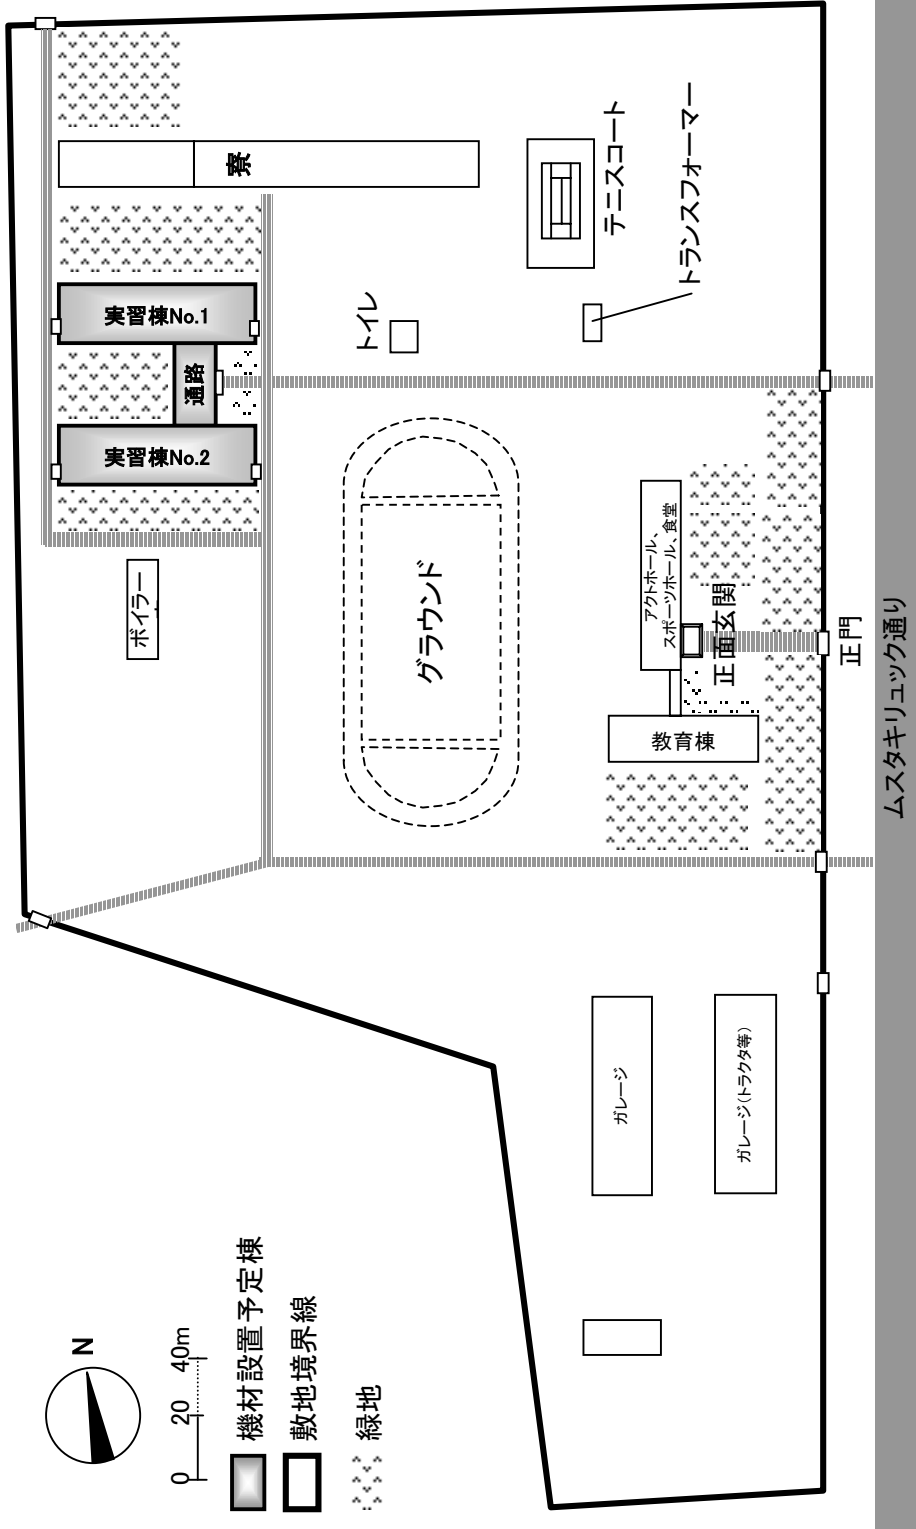 寮
実習棟No.1
通路
実習棟No.2
トイレ
テニスコート
トランスフォーマー
ボイラー
グラウンド
アクトホール、
スポーツホール、食堂
正面玄関
教育棟
正門
ムスタキリュック通り
ガレージ
ガレージ(トラクタ等)
N
0 20 40m
機材設置予定棟
敷地境界線
緑地